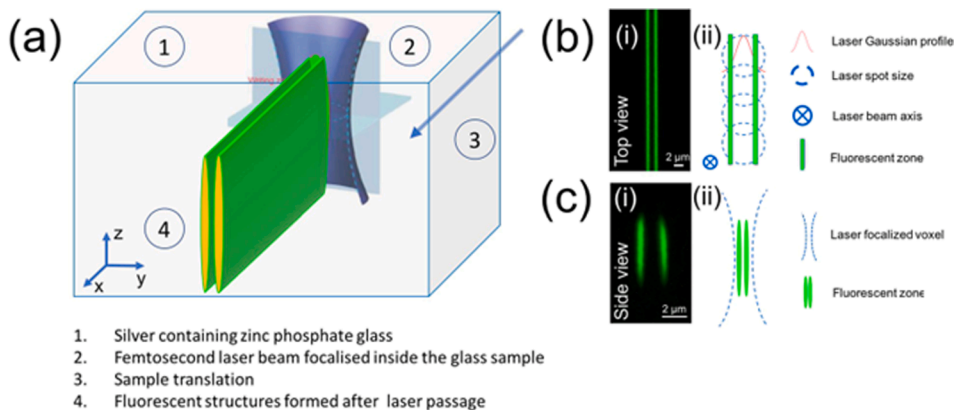 (a)
1
2
3
4
z
y
x
1. Silver containing zinc phosphate glass
2. Femtosecond laser beam focalised inside the glass sample
3. Sample translation
4. Fluorescent structures formed after laser passage
(b)
(i)
(ii)
Top view
2 µm
Laser Gaussian profile
Laser spot size
Laser beam axis
Fluorescent zone
(c)
(i)
(ii)
Side view
2 µm
Laser focalized voxel
Fluorescent zone